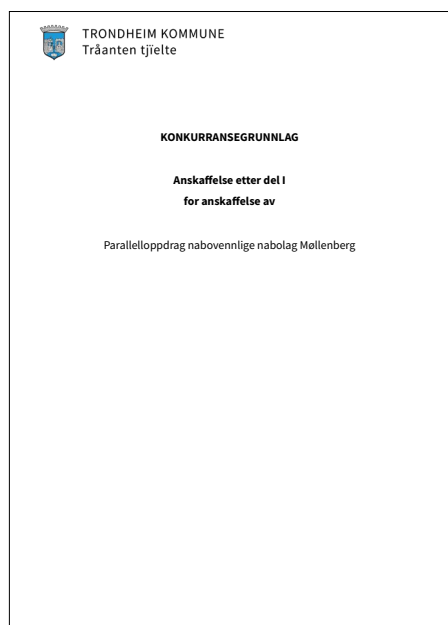 TRONDHEIM KOMMUNE
Tråanten tjïelte
KONKURRANSEGRUNNLAG
Anskaffelse etter del I
for anskaffelse av
Parallelloppdrag nabovennlige nabolag Møllenberg